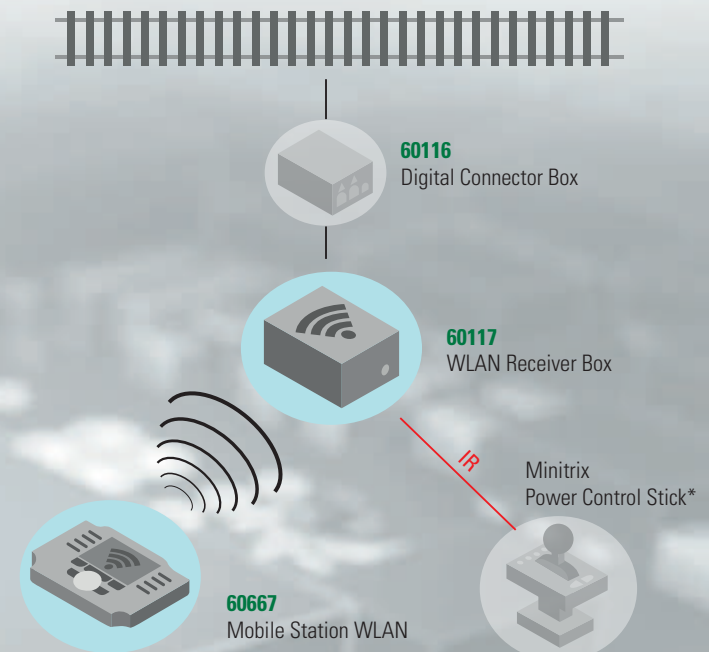 60116
Digital Connector Box
60117
WLAN Receiver Box
IR
Minitrix
Power Control Stick*
60667
Mobile Station WLAN